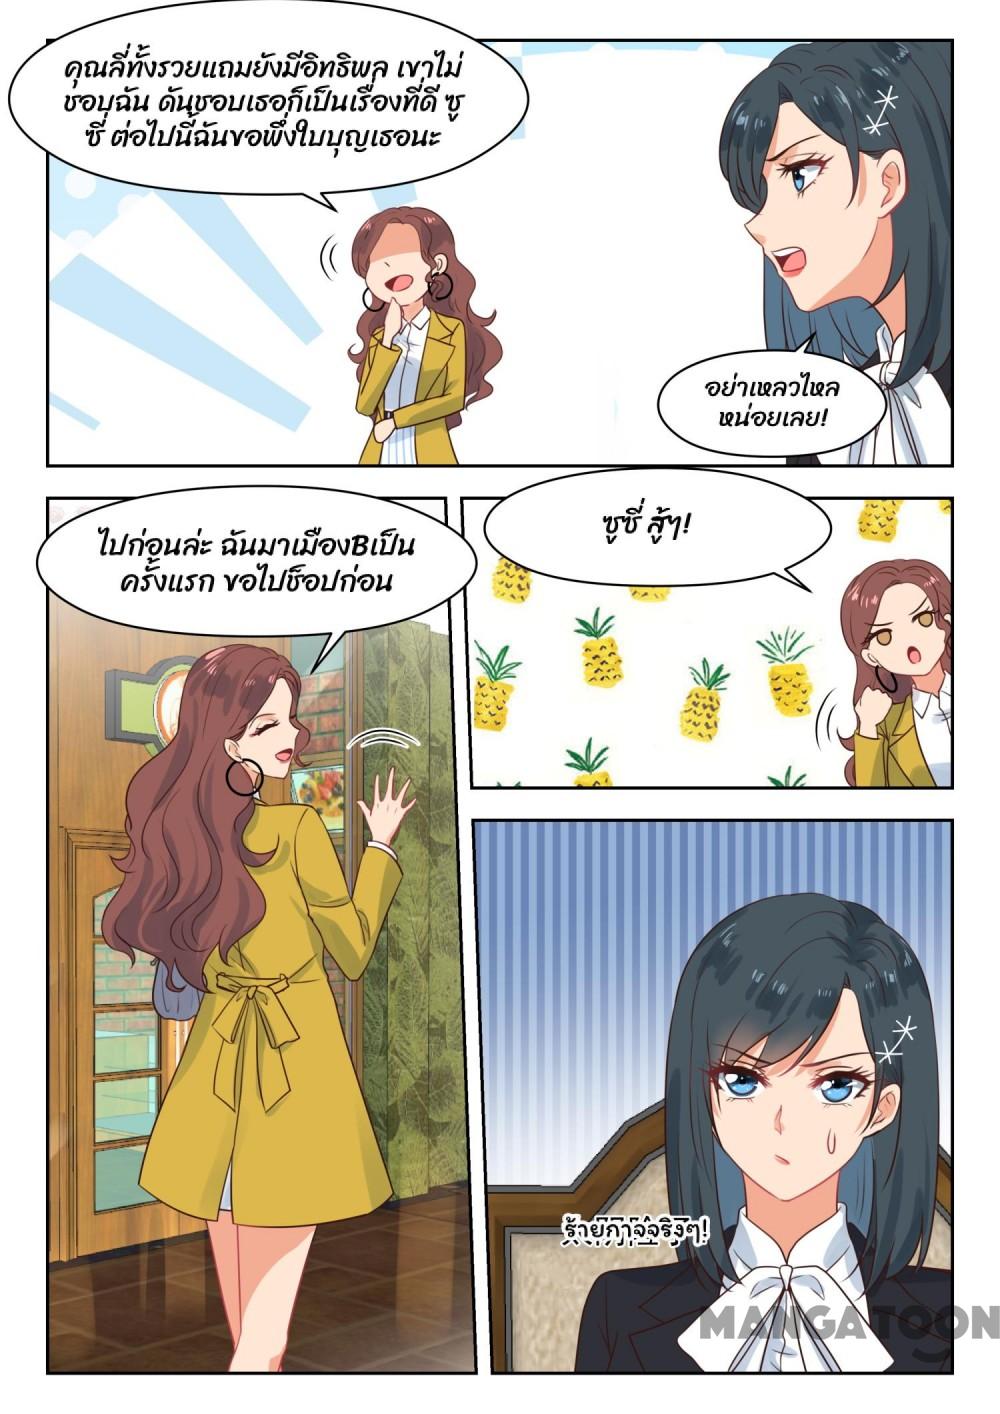 คุณลี่ทั้งรวยแถมยังมีอิทธิพล เขาไม่
ชอบฉัน ดันชอบเธอก็เป็นเรื่องที่ดี ซู
ซี่ ต่อไปนี้ฉันขอพึ่งใบบุญเธอนะ
อย่าเหลวไหล
หน่อยเลย!
ไปก่อนล่ะ ฉันมาเมืองBเป็น
ครั้งแรก ขอไปช็อปก่อน
ซูซี่ สู้ๆ!
ร้ายกาจจริงๆ!
MANGATOON